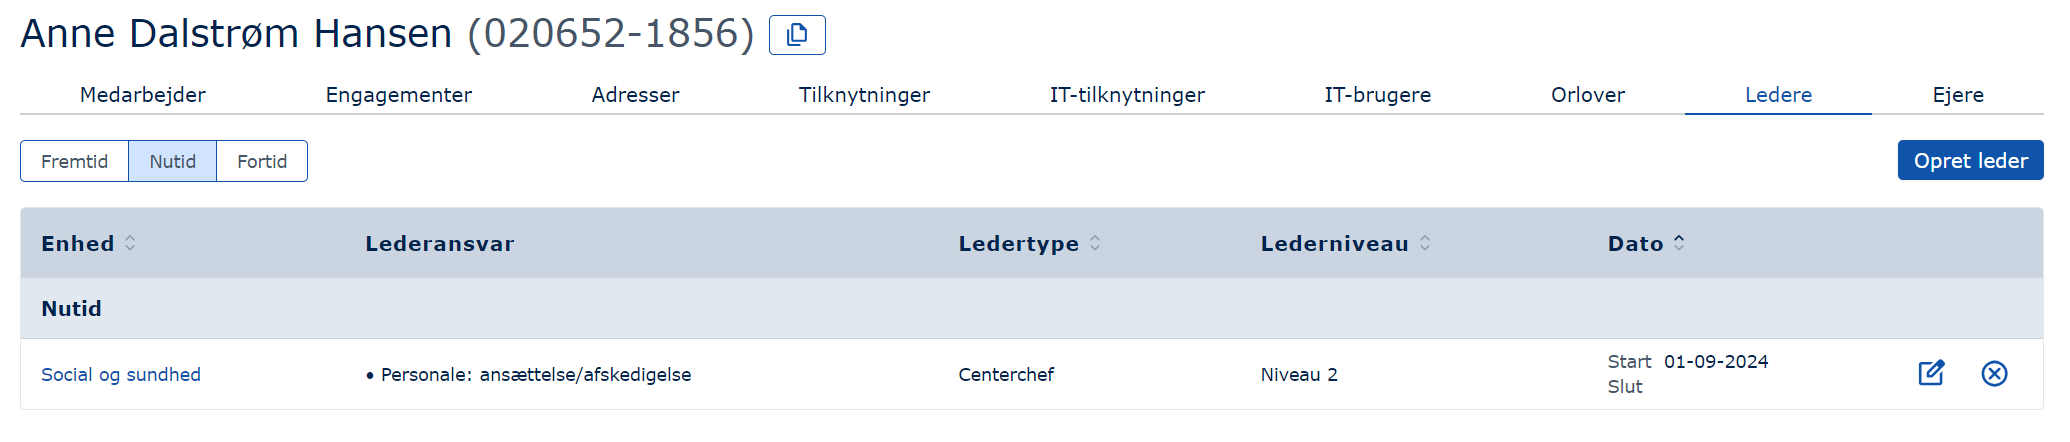 Anne Dalstrøm Hansen (020652-1856)
Medarbejder Engagementer Adresser Tilknytninger IT-tilknytninger IT-brugere Orlover Ledere Ejere
Fremtid Nutid Fortid Opret leder
Enhed Lederansvar Ledertype Lederniveau Dato
Nutid
Social og sundhed • Personale: ansættelse/afskedigelse Centerchef Niveau 2 Start 01-09-2024
Slut